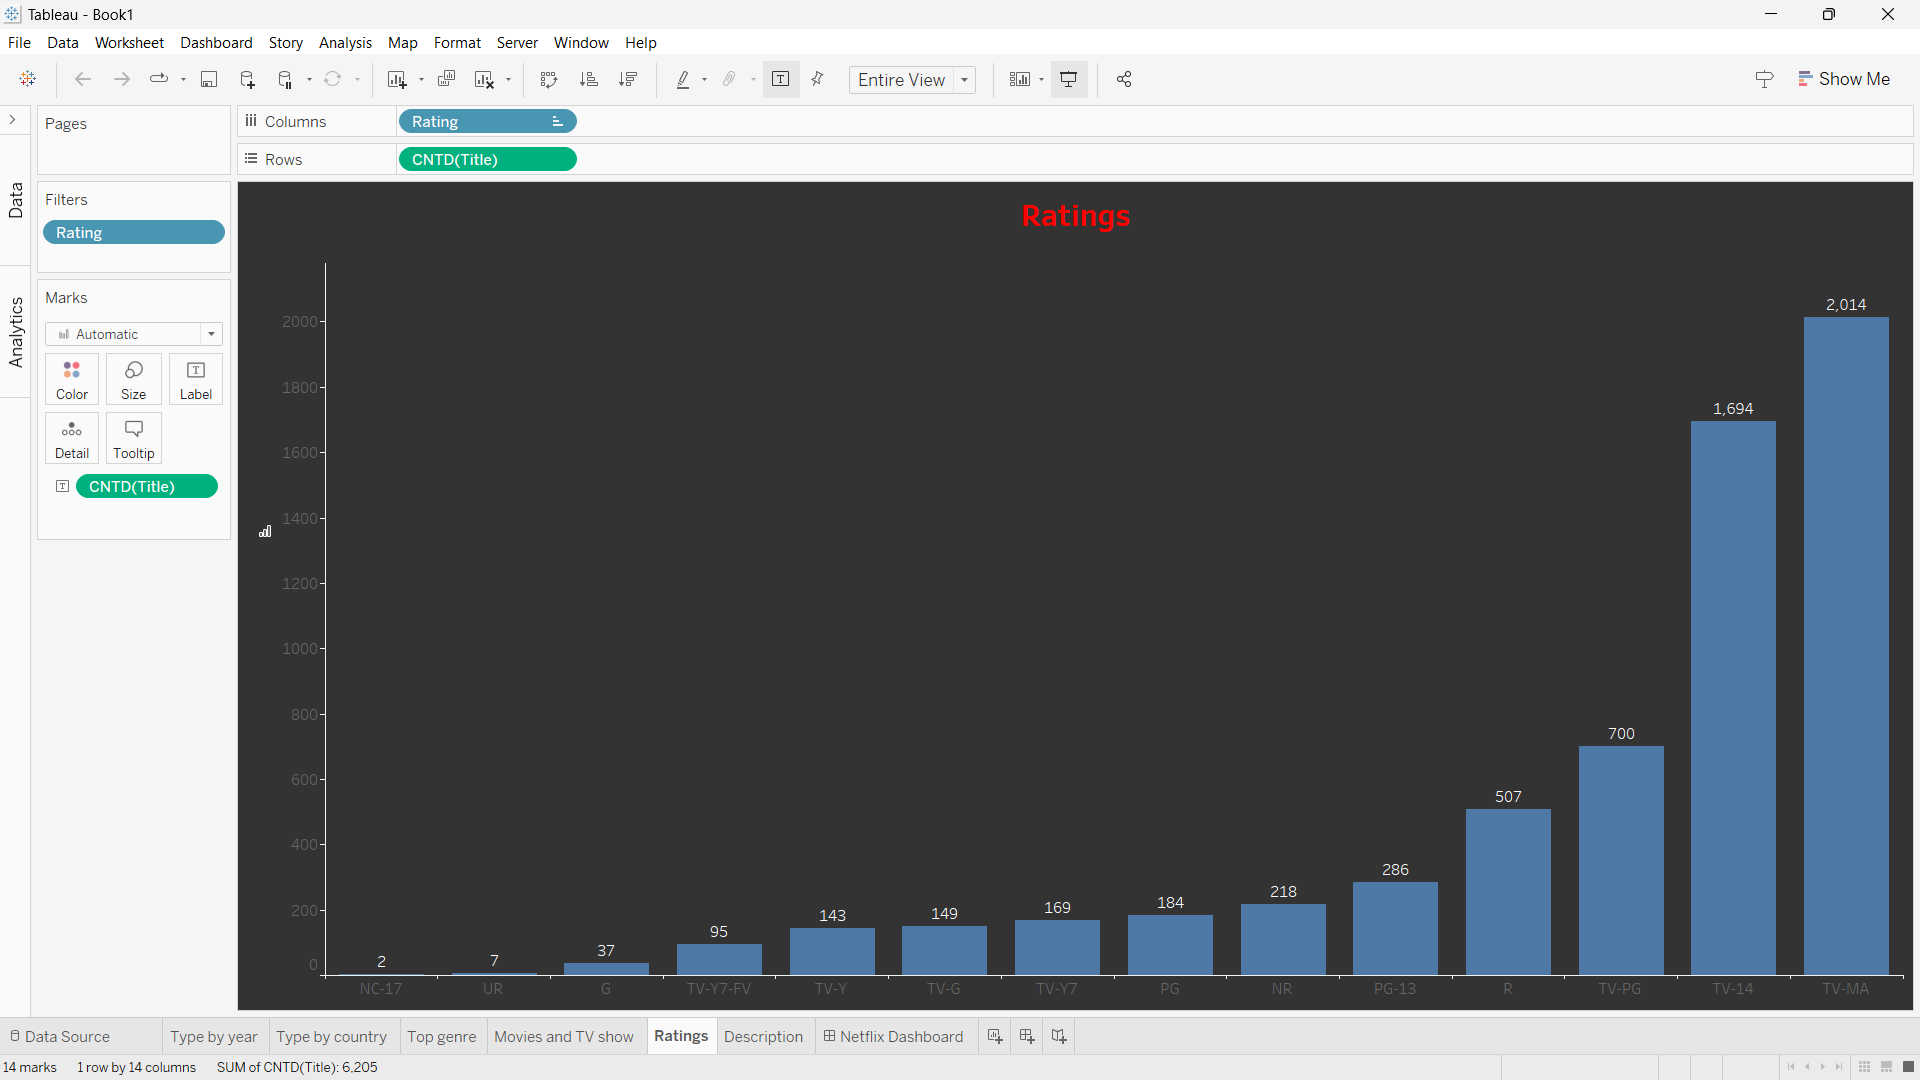 Tableau - Book1
File Data Worksheet Dashboard Story Analysis Map Format Server Window Help
Entire View
Show Me
Pages
Columns
Rating
Rows
CNTD(Title)
Data
Analytics
Filters
Rating
Marks
Automatic
Color Size Label
Detail Tooltip
CNTD(Title)
Ratings
2000
1800
1600
1400
1200
1000
800
600
400
200
0
2 7 37 95 143 149 169 184 218 286 507 700 1,694 2,014
NC-17 UR G TV-Y7-FV TV-Y TV-G TV-Y7 PG NR PG-13 R TV-PG TV-14 TV-MA
Data Source Type by year Type by country Top genre Movies and TV show Ratings Description Netflix Dashboard
14 marks 1 row by 14 columns SUM of CNTD(Title): 6,205